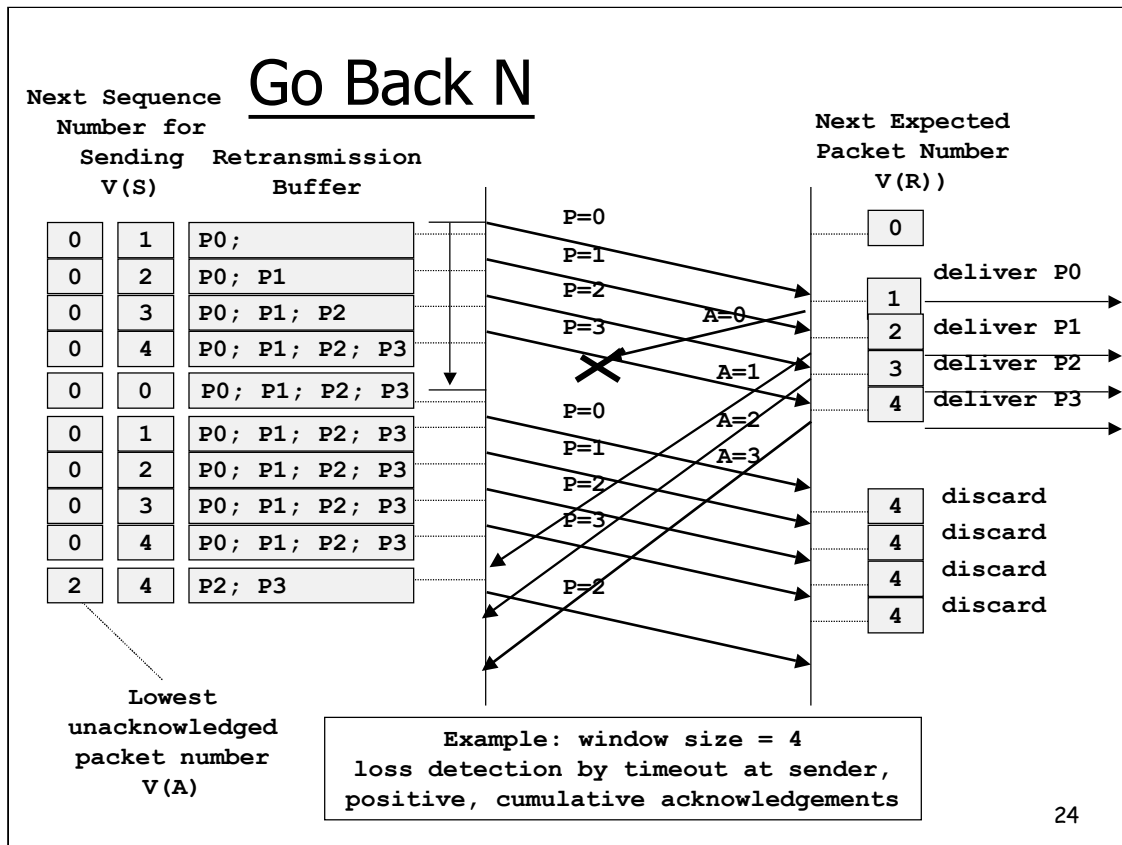 Go Back N
Next Sequence
Number for
Sending
V(S)
Retransmission
Buffer
Next Expected
Packet Number
V(R))
0 1 P0;
0 2 P0; P1
0 3 P0; P1; P2
0 4 P0; P1; P2; P3
0 0 P0; P1; P2; P3
0 1 P0; P1; P2; P3
0 2 P0; P1; P2; P3
0 3 P0; P1; P2; P3
0 4 P0; P1; P2; P3
2 4 P2; P3
P=0
P=1
P=2
P=3
A=0
A=1
P=0
A=2
P=1
A=3
P=2
P=3
P=2
0
1 deliver P0
2 deliver P1
3 deliver P2
4 deliver P3
4 discard
4 discard
4 discard
4 discard
Lowest
unacknowledged
packet number
V(A)
Example: window size = 4
loss detection by timeout at sender,
positive, cumulative acknowledgements
24